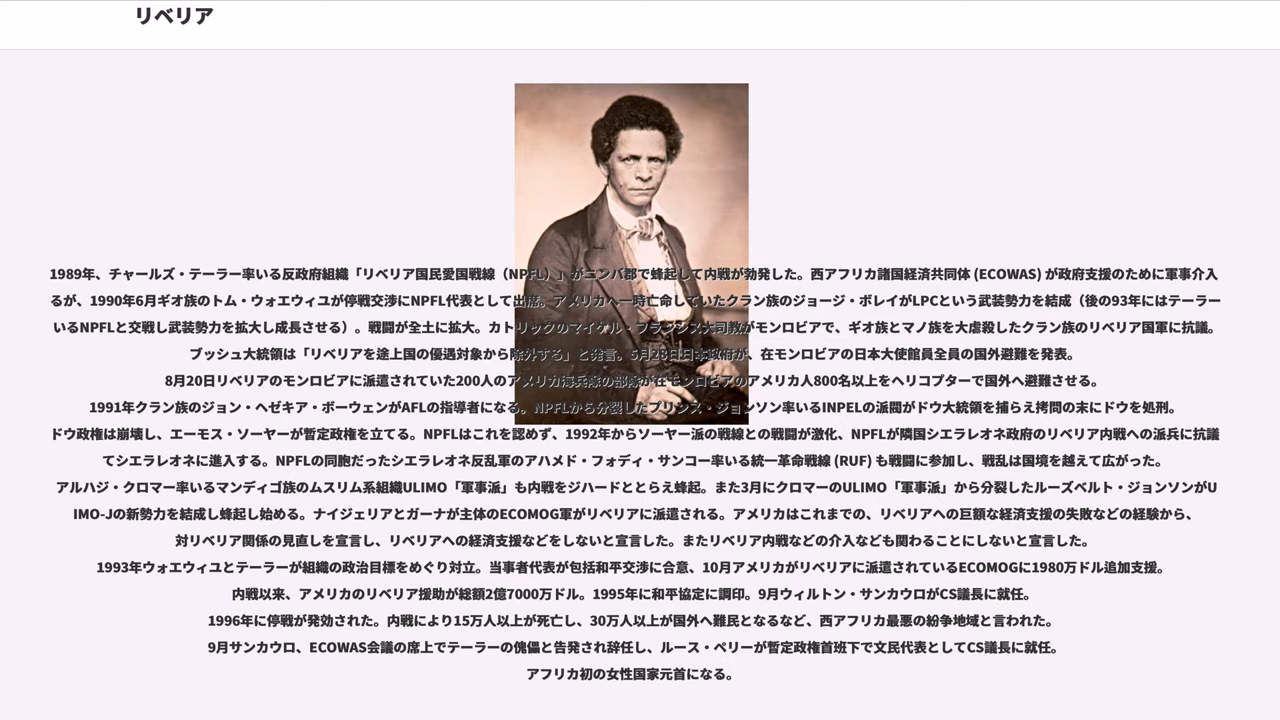 リベリア
1989年、チャールズ・テーラー率いる反政府組織「リベリア国民愛国戦線（NPFL）」がニンバ郡で蜂起して内戦が勃発した。西アフリカ諸国経済共同体 (ECOWAS) が政府支援のために軍事介入
るが、1990年6月ギオ族のトム・ウォエウィユが停戦交渉にNPFL代表として出席。アメリカへ一時亡命していたクラン族のジョージ・ボレイがLPCという武装勢力を結成（後の93年にはテーラー
いるNPFLと交戦し武装勢力を拡大し成長させる）。戦闘が全土に拡大。カトリックのマイケル・フランシス大司教がモンロビアで、ギオ族とマノ族を大虐殺したクラン族のリベリア国軍に抗議。
ブッシュ大統領は「リベリアを途上国の優遇対象から除外する」と発言。5月28日日本政府が、在モンロビアの日本大使館員全員の国外避難を発表。
8月20日リベリアのモンロビアに派遣されていた200人のアメリカ海兵隊の部隊が在モンロビアのアメリカ人800名以上をヘリコプターで国外へ避難させる。
1991年クラン族のジョン・ヘゼキア・ボーウェンがAFLの指導者になる。NPFLから分裂したプリンス・ジョンソン率いるINPELの派閥がドウ大統領を捕らえ拷問の末にドウを処刑。
ドウ政権は崩壊し、エーモス・ソーヤーが暫定政権を立てる。NPFLはこれを認めず、1992年からソーヤー派の戦線との戦闘が激化、NPFLが隣国シエラレオネ政府のリベリア内戦への派兵に抗議
てシエラレオネに進入する。NPFLの同胞だったシエラレオネ反乱軍のアハメド・フォディ・サンコー率いる統一革命戦線 (RUF) も戦闘に参加し、戦乱は国境を越えて広がった。
アルハジ・クロマー率いるマンディゴ族のムスリム系組織ULIMO「軍事派」も内戦をジハードととらえ蜂起。また3月にクロマーのULIMO「軍事派」から分裂したルーズベルト・ジョンソンがU
IMO-Jの新勢力を結成し蜂起し始める。ナイジェリアとガーナが主体のECOMOG軍がリベリアに派遣される。アメリカはこれまでの、リベリアへの巨額な経済支援の失敗などの経験から、
対リベリア関係の見直しを宣言し、リベリアへの経済支援などをしないと宣言した。またリベリア内戦などの介入なども関わることにしないと宣言した。
1993年ウォエウィユとテーラーが組織の政治目標をめぐり対立。当事者代表が包括和平交渉に合意、10月アメリカがリベリアに派遣されているECOMOGに1980万ドル追加支援。
内戦以来、アメリカのリベリア援助が総額2億7000万ドル。1995年に和平協定に調印。9月ウィルトン・サンカウロがCS議長に就任。
1996年に停戦が発効された。内戦により15万人以上が死亡し、30万人以上が国外へ難民となるなど、西アフリカ最悪の紛争地域と言われた。
9月サンカウロ、ECOWAS会議の席上でテーラーの傀儡と告発され辞任し、ルース・ペリーが暫定政権首班下で文民代表としてCS議長に就任。
アフリカ初の女性国家元首になる。